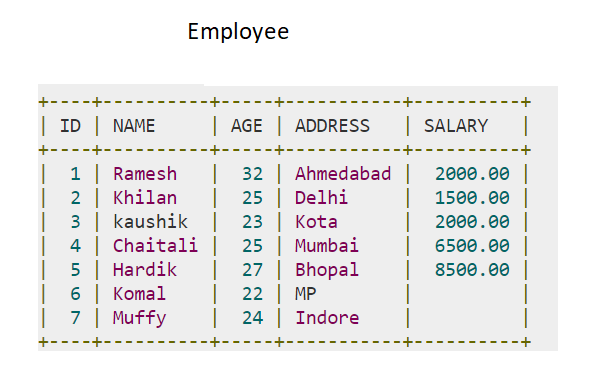 Employee
+----+----------+-----+-----------+----------+
| ID | NAME     | AGE | ADDRESS   | SALARY   |
+----+----------+-----+-----------+----------+
|  1 | Ramesh   |  32 | Ahmedabad |  2000.00 |
|  2 | Khilan   |  25 | Delhi     |  1500.00 |
|  3 | kaushik  |  23 | Kota      |  2000.00 |
|  4 | Chaitali |  25 | Mumbai    |  6500.00 |
|  5 | Hardik   |  27 | Bhopal    |  8500.00 |
|  6 | Komal    |  22 | MP        |          |
|  7 | Muffy    |  24 | Indore    |          |
+----+----------+-----+-----------+----------+